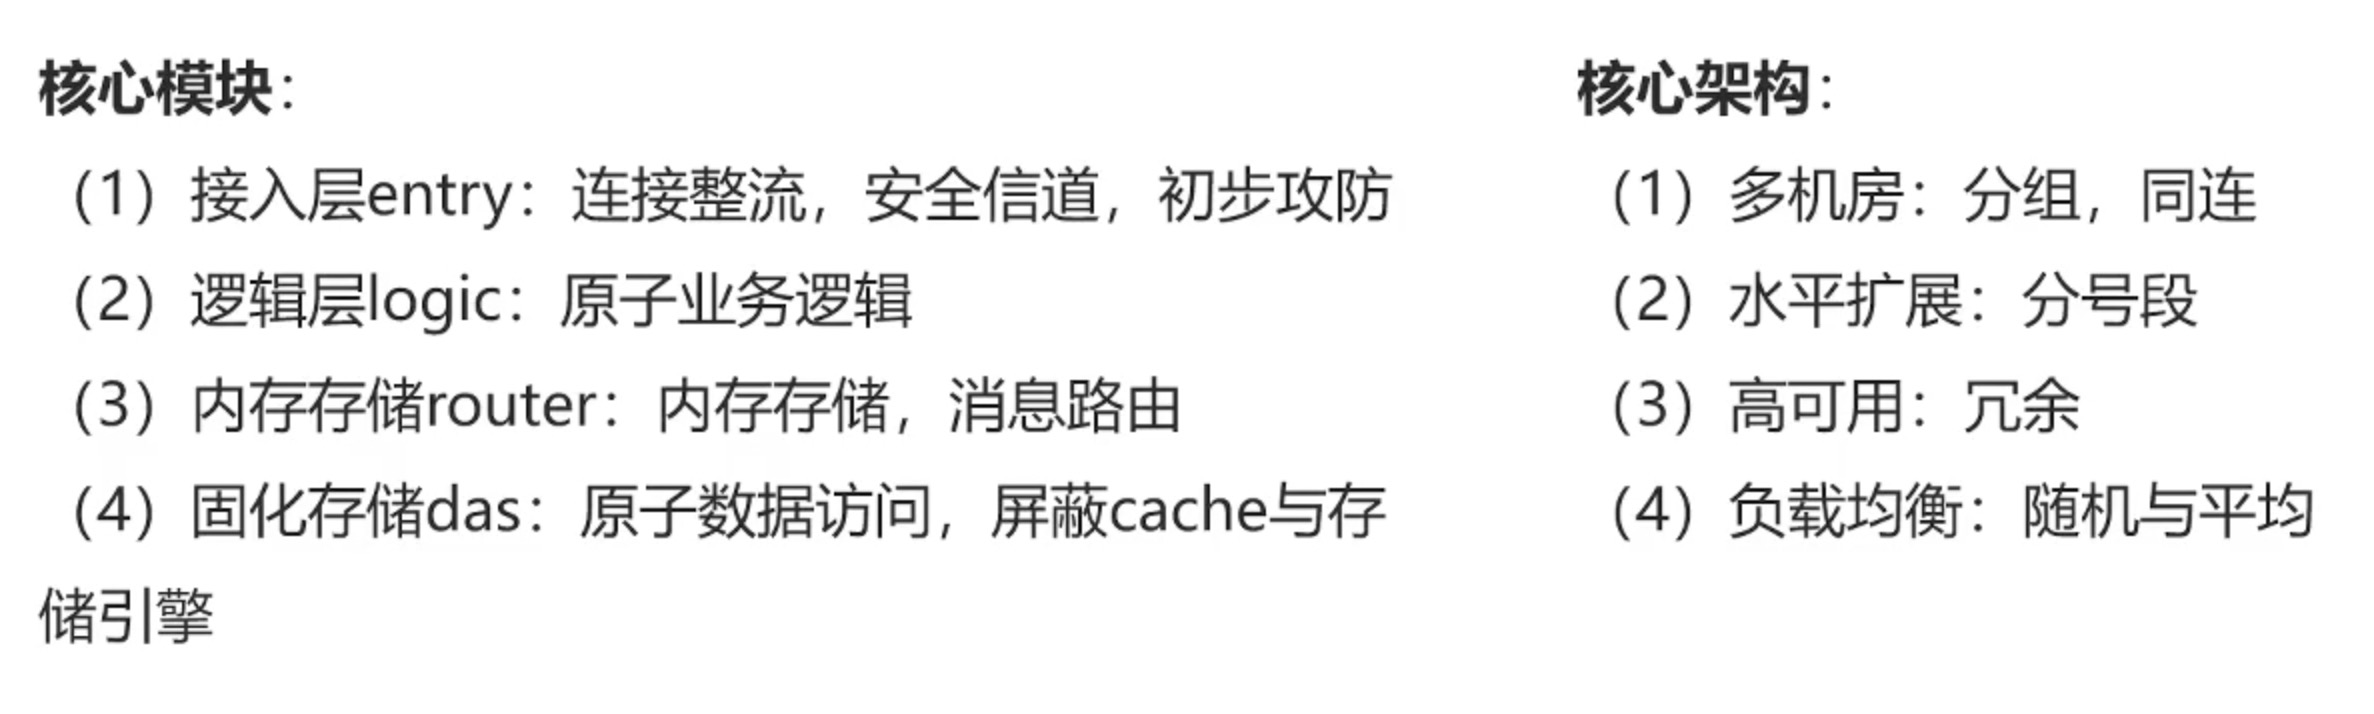 核心模块：
（1）接入层entry：连接整流，安全信道，初步攻防
（2）逻辑层logic：原子业务逻辑
（3）内存存储router：内存存储，消息路由
（4）固化存储das：原子数据访问，屏蔽cache与存
储引擎
核心架构：
（1）多机房：分组，同连
（2）水平扩展：分号段
（3）高可用：冗余
（4）负载均衡：随机与平均